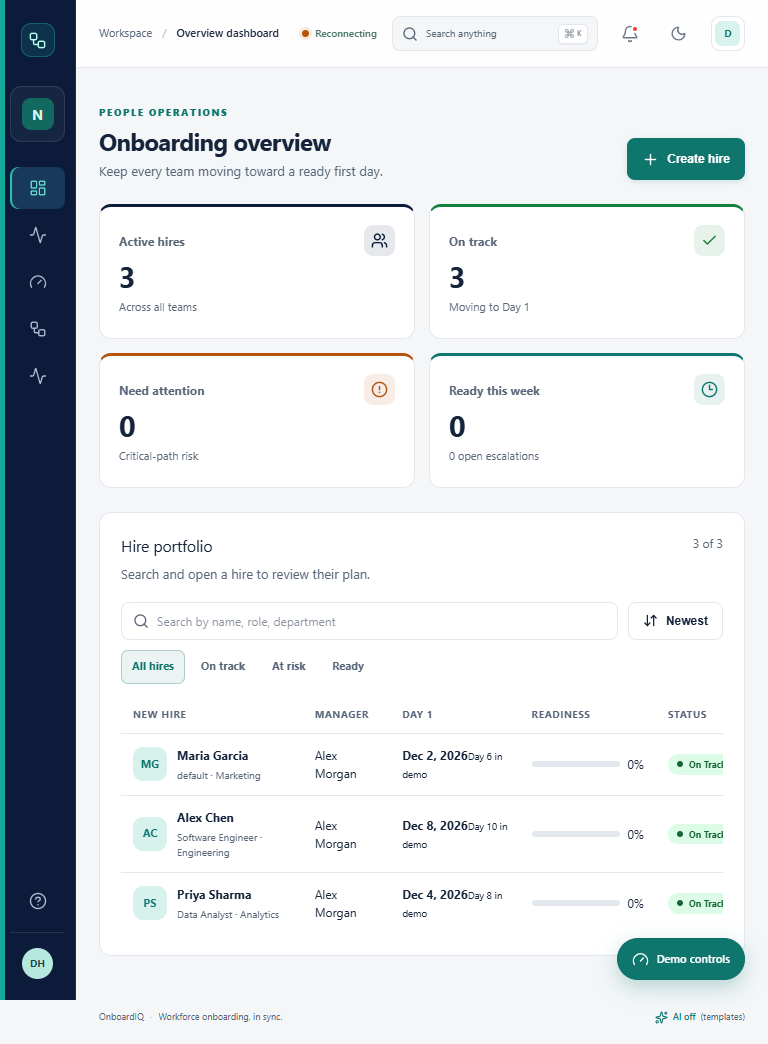 Workspace / Overview dashboard
Reconnecting
Search anything
⌘ K
D
N
PEOPLE OPERATIONS
Onboarding overview
Keep every team moving toward a ready first day.
Create hire
Active hires
3
Across all teams
On track
3
Moving to Day 1
Need attention
0
Critical-path risk
Ready this week
0
0 open escalations
Hire portfolio
3 of 3
Search and open a hire to review their plan.
Search by name, role, department
Newest
All hires On track At risk Ready
NEW HIRE MANAGER DAY 1 READINESS STATUS
MG
Maria Garcia
default · Marketing
Alex
Morgan
Dec 2, 2026Day 6 in
demo
0%
On Track
AC
Alex Chen
Software Engineer ·
Engineering
Alex
Morgan
Dec 8, 2026Day 10 in
demo
0%
On Track
PS
Priya Sharma
Data Analyst · Analytics
Alex
Morgan
Dec 4, 2026Day 8 in
demo
0%
On Track
Demo controls
DH
OnboardIQ · Workforce onboarding, in sync.
AI off (templates)